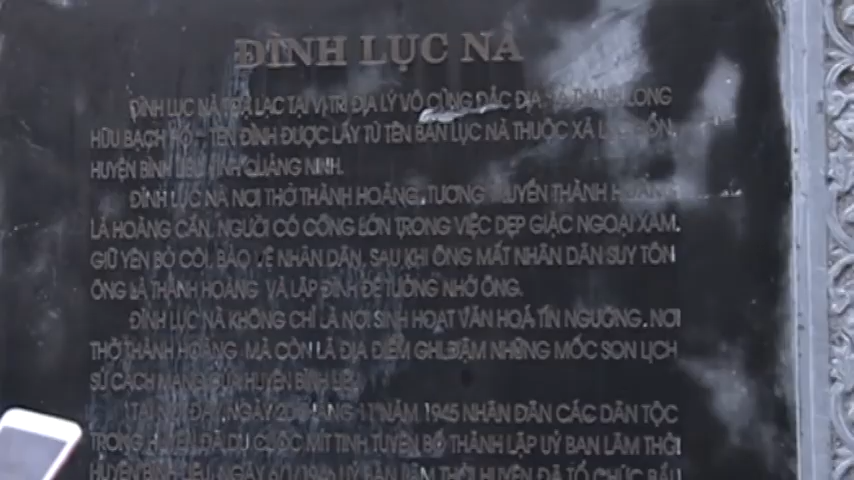 ĐÌNH LỤC NÀ
ĐÌNH LỤC NÀ TOẠ LẠC TẠI VỊ TRÍ ĐỊA LÝ VÔ CÙNG ĐẮC ĐỊA. TẢ THANH LONG
HỮU BẠCH HỔ - TÊN ĐÌNH ĐƯỢC LẤY TỪ TÊN BẢN LỤC NÀ THUỘC XÃ LỤC HỒN,
HUYỆN BÌNH LIÊU, TỈNH QUẢNG NINH.
ĐÌNH LỤC NÀ NƠI THỜ THÀNH HOÀNG, TƯƠNG TRUYỀN THÀNH HOÀNG
LÀ HOÀNG CẦN, NGƯỜI CÓ CÔNG LỚN TRONG VIỆC DẸP GIẶC NGOẠI XÂM,
GIỮ YÊN BỜ CÕI, BẢO VỆ NHÂN DÂN, SAU KHI ÔNG MẤT NHÂN DÂN SUY TÔN
ÔNG LÀ THÀNH HOÀNG VÀ LẬP ĐÌNH ĐỂ TƯỞNG NHỚ ÔNG.
ĐÌNH LỤC NÀ KHÔNG CHỈ LÀ NƠI SINH HOẠT VĂN HOÁ TÍN NGƯỠNG, NƠI
THỜ THÀNH HOÀNG MÀ CÒN LÀ ĐỊA ĐIỂM GHI ĐẬM NHỮNG MỐC SON LỊCH
SỬ CÁCH MẠNG CỦA HUYỆN BÌNH LIÊU.
TẠI NƠI ĐÂY, NGÀY THÁNG 11 NĂM 1945 NHÂN DÂN CÁC DÂN TỘC
TRONG HUYỆN ĐÃ DỰ CUỘC MÍT TINH TUYÊN BỐ THÀNH LẬP UỶ BAN LÂM THỜI
HUYỆN BÌNH LIÊU, NGÀY 6/1/1946 UỶ BAN LÂM THỜI HUYỆN ĐÃ TỔ CHỨC BẦU